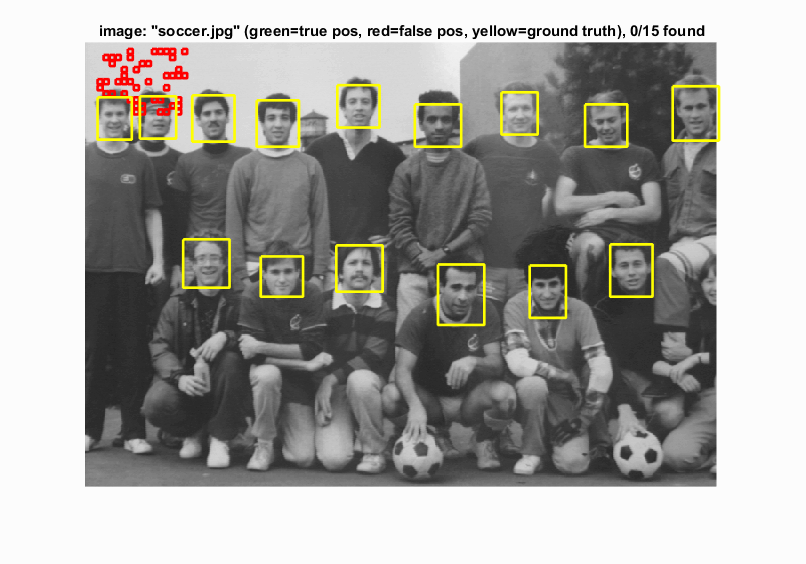 image: "soccer.jpg" (green=true pos, red=false pos, yellow=ground truth), 0/15 found